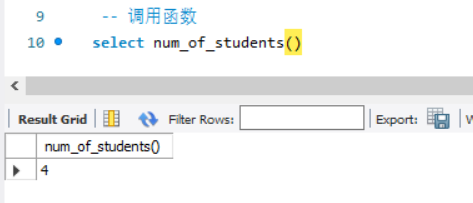 9 -- 调用函数
10 select num_of_students()
Result Grid Filter Rows: Export:
num_of_students()
4